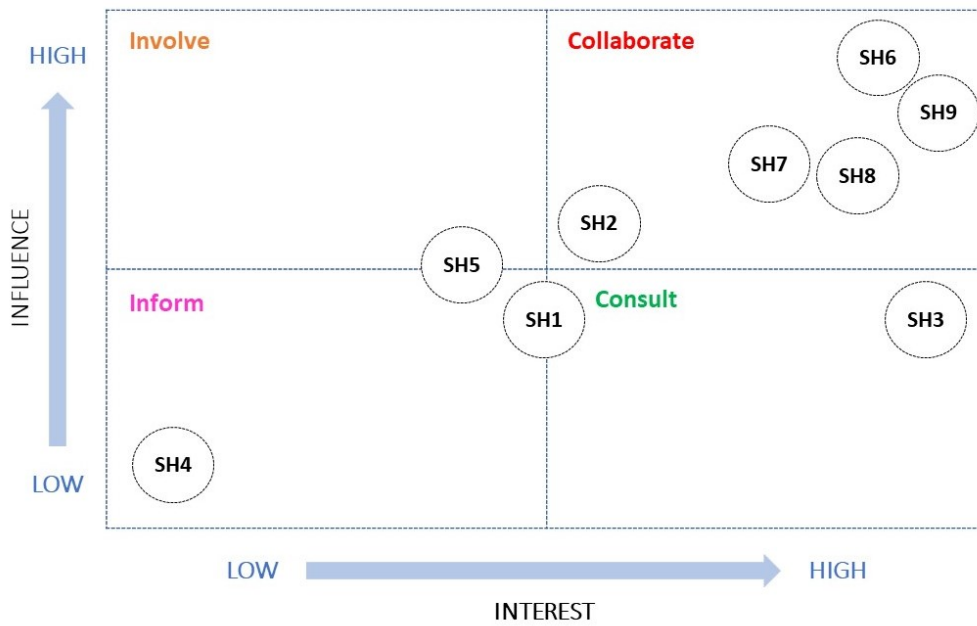 Involve
Collaborate
HIGH
SH6
SH9
SH7
SH8
SH2
SH5
INFLUENCE
Inform
Consult
SH1
SH3
SH4
LOW
LOW
HIGH
INTEREST